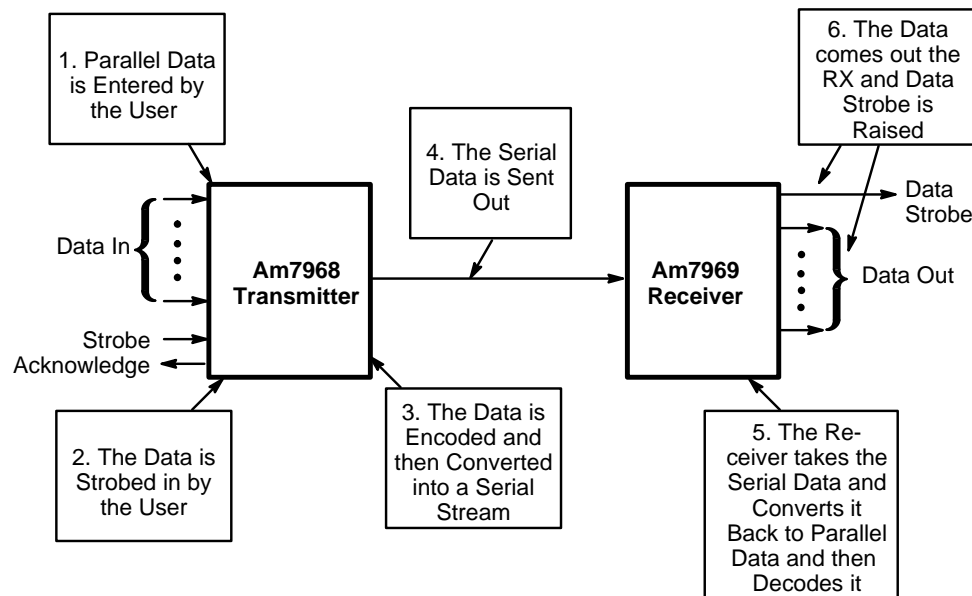 1. Parallel Data
is Entered by
the User
6. The Data
comes out the
RX and Data
Strobe is
Raised
4. The Serial
Data is Sent
Out
Data In
Strobe
Acknowledge
Am7968
Transmitter
Am7969
Receiver
Data
Strobe
Data Out
2. The Data is
Strobed in by
the User
3. The Data is
Encoded and
then Converted
into a Serial
Stream
5. The Re-
ceiver takes the
Serial Data and
Converts it
Back to Parallel
Data and then
Decodes it